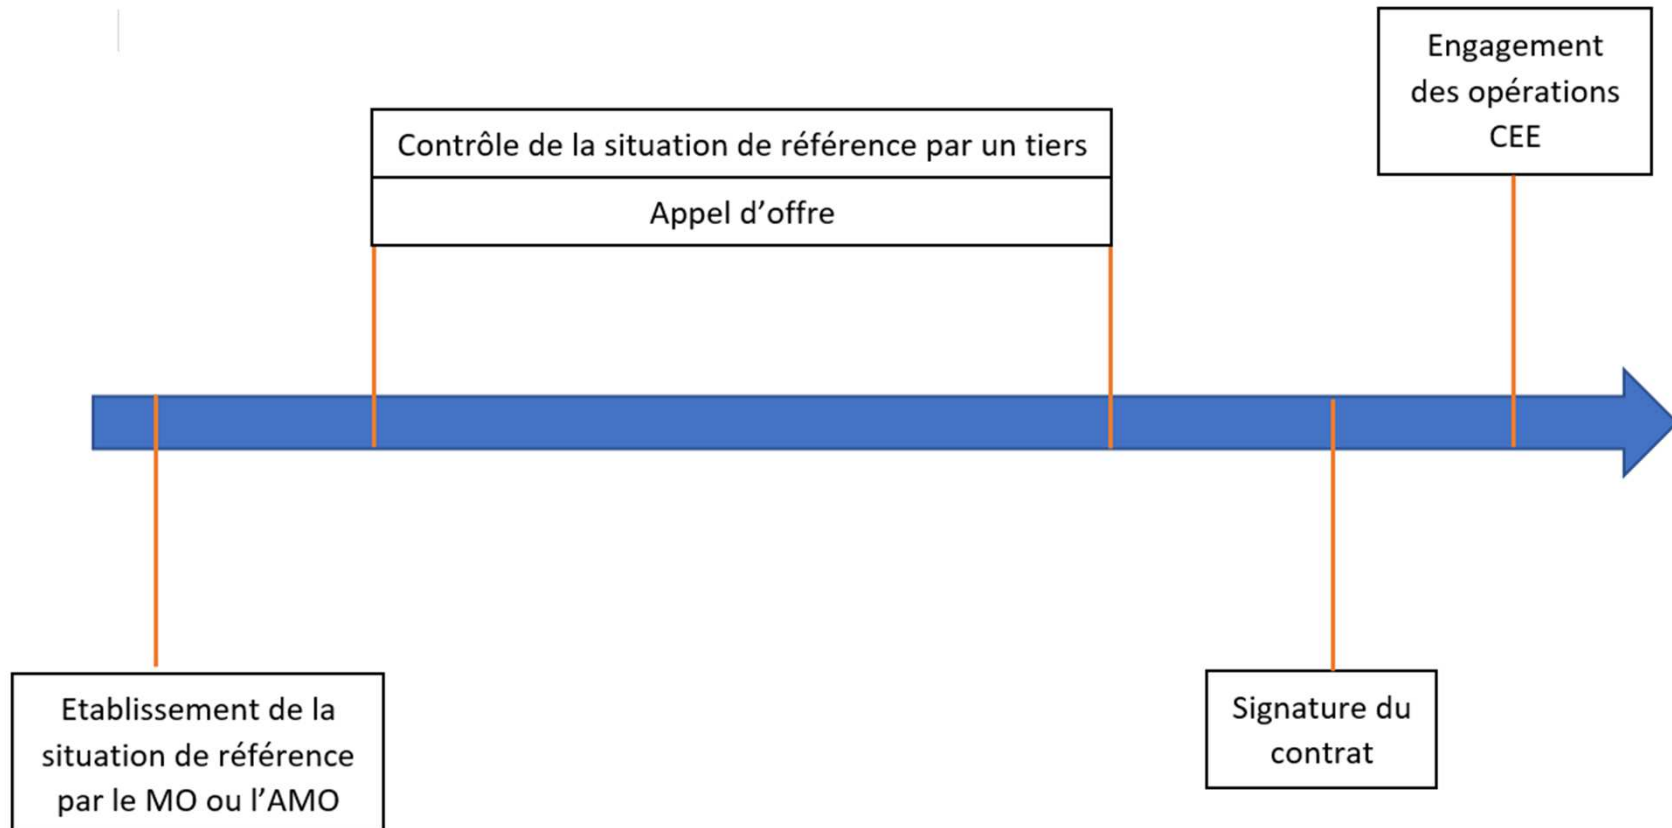 Engagement
des opérations
CEE
Contrôle de la situation de référence par un tiers
Appel d’offre
Etablissement de la
situation de référence
par le MO ou l’AMO
Signature du
contrat